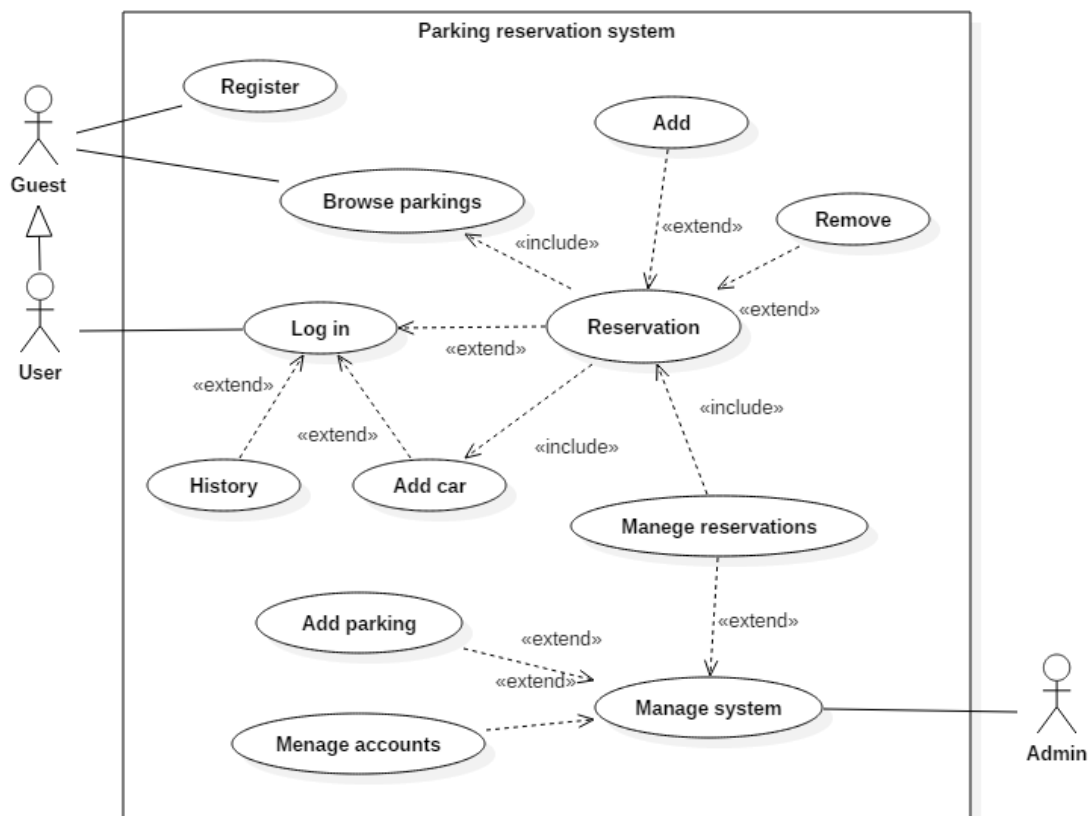 Parking reservation system
Register
Add
Guest
Browse parkings
Remove
«include»
«extend»
«extend»
User
Log in
Reservation
«extend»
«extend»
«extend»
«include»
«include»
History
Add car
Manege reservations
Add parking
«extend»
«extend»
«extend»
Manage system
Menage accounts
Admin